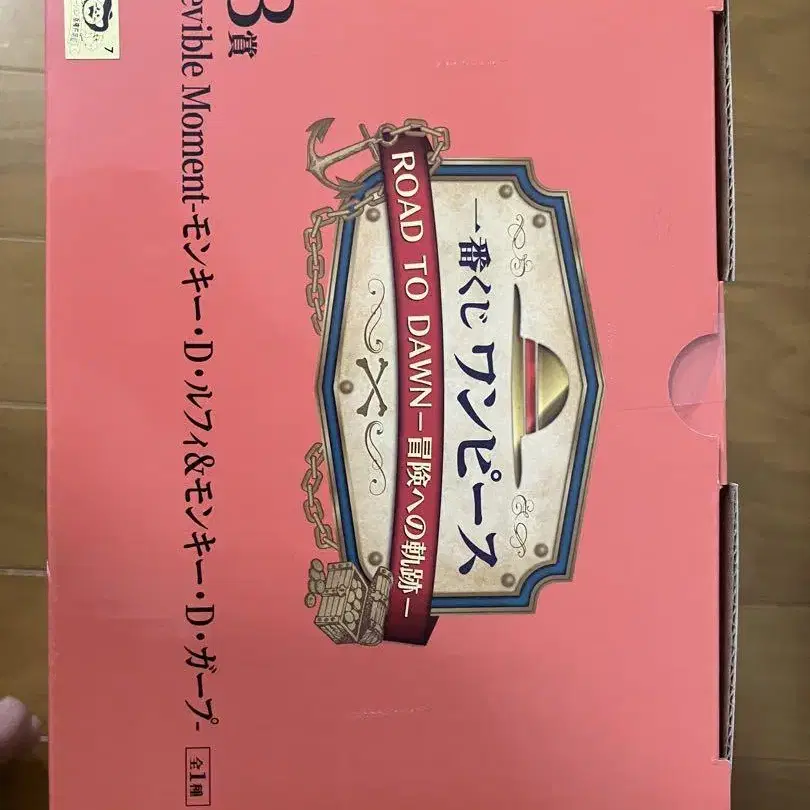 一番くじ ワンピース
ROAD TO DAWN－冒険への軌跡－
B賞
evible Moment-モンキー・D・ルフィ&モンキー・D・ガープ-
全1種
7